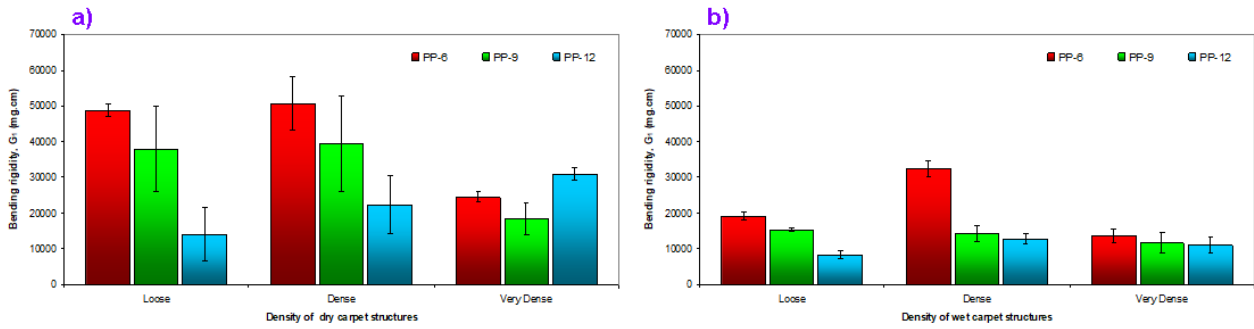 a)
70000
60000
50000
40000
30000
20000
10000
0
Bending rigidity, G₁ (mg.cm)
PP-6 PP-9 PP-12
Loose Dense Very Dense
Density of dry carpet structures
b)
70000
60000
50000
40000
30000
20000
10000
0
Bending rigidity, G₁ (mg.cm)
PP-6 PP-9 PP-12
Loose Dense Very Dense
Density of wet carpet structures